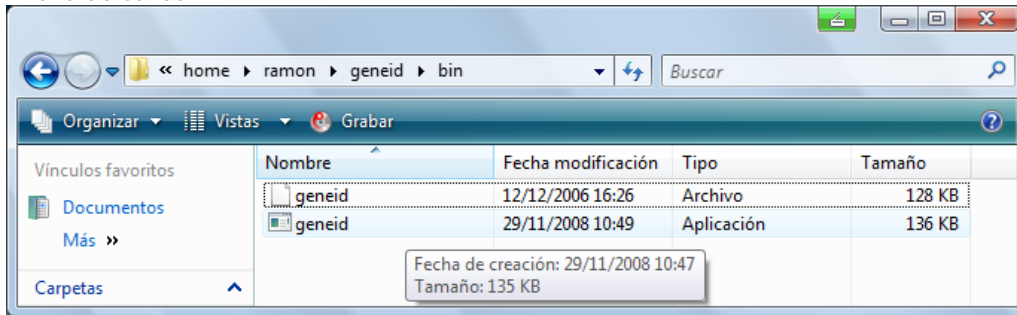 « home ▸ ramon ▸ geneid ▸ bin
Buscar
Organizar Vistas Grabar
Vínculos favoritos
Documentos
Más »
Carpetas
Nombre Fecha modificación Tipo Tamaño
geneid 12/12/2006 16:26 Archivo 128 KB
geneid 29/11/2008 10:49 Aplicación 136 KB
Fecha de creación: 29/11/2008 10:47
Tamaño: 135 KB